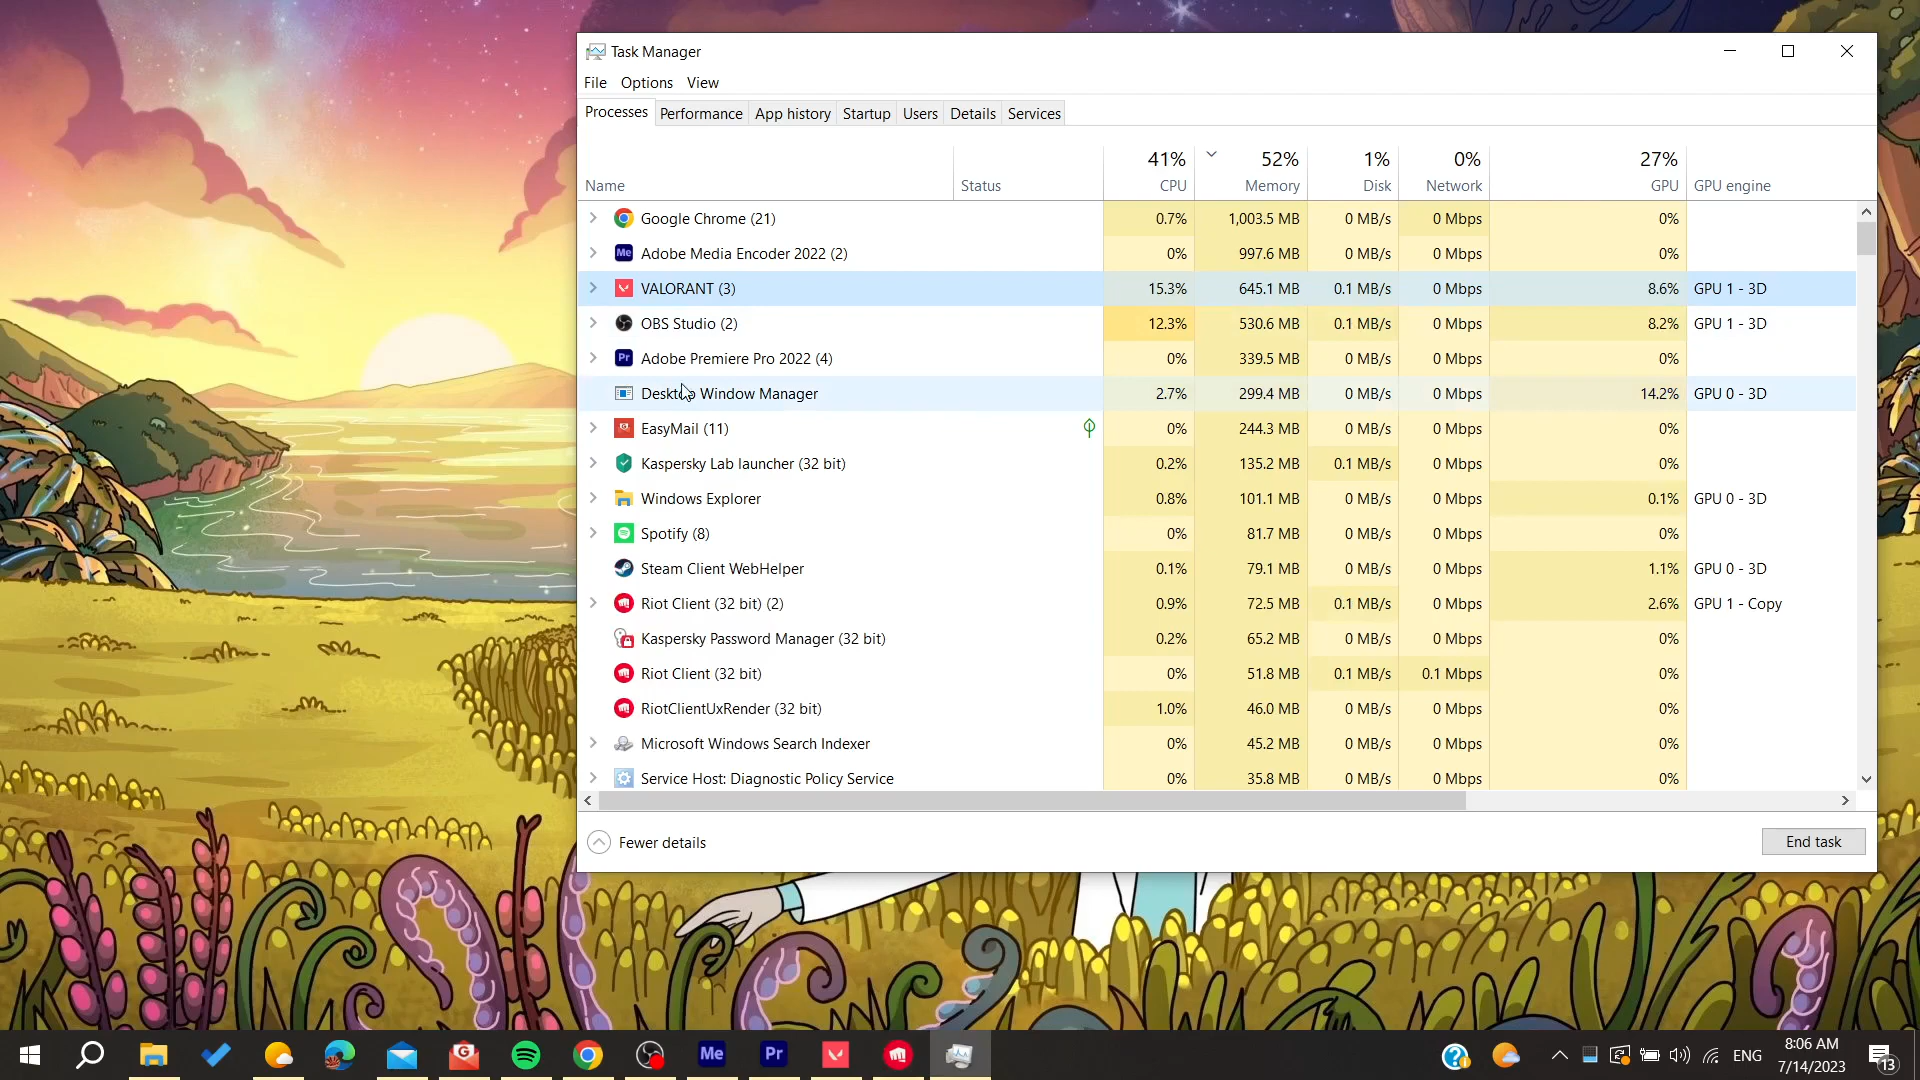 Task Manager
File Options View
Processes Performance App history Startup Users Details Services
41% 52% 1% 0% 27%
Name Status CPU Memory Disk Network GPU GPU engine
Google Chrome (21) 0.7% 1,003.5 MB 0 MB/s 0 Mbps 0%
Me Adobe Media Encoder 2022 (2) 0% 997.6 MB 0 MB/s 0 Mbps 0%
VALORANT (3) 15.3% 645.1 MB 0.1 MB/s 0 Mbps 8.6% GPU 1 - 3D
OBS Studio (2) 12.3% 530.6 MB 0.1 MB/s 0 Mbps 8.2% GPU 1 - 3D
Pr Adobe Premiere Pro 2022 (4) 0% 339.5 MB 0 MB/s 0 Mbps 0%
Desktop Window Manager 2.7% 299.4 MB 0 MB/s 0 Mbps 14.2% GPU 0 - 3D
EasyMail (11) 0% 244.3 MB 0 MB/s 0 Mbps 0%
Kaspersky Lab launcher (32 bit) 0.2% 135.2 MB 0.1 MB/s 0 Mbps 0%
Windows Explorer 0.8% 101.1 MB 0 MB/s 0 Mbps 0.1% GPU 0 - 3D
Spotify (8) 0% 81.7 MB 0 MB/s 0 Mbps 0%
Steam Client WebHelper 0.1% 79.1 MB 0 MB/s 0 Mbps 1.1% GPU 0 - 3D
Riot Client (32 bit) (2) 0.9% 72.5 MB 0.1 MB/s 0 Mbps 2.6% GPU 1 - Copy
Kaspersky Password Manager (32 bit) 0.2% 65.2 MB 0 MB/s 0 Mbps 0%
Riot Client (32 bit) 0% 51.8 MB 0.1 MB/s 0.1 Mbps 0%
RiotClientUxRender (32 bit) 1.0% 46.0 MB 0 MB/s 0 Mbps 0%
Microsoft Windows Search Indexer 0% 45.2 MB 0 MB/s 0 Mbps 0%
Service Host: Diagnostic Policy Service 0% 35.8 MB 0 MB/s 0 Mbps 0%
Fewer details End task
Me Pr ENG 8:06 AM
7/14/2023 13